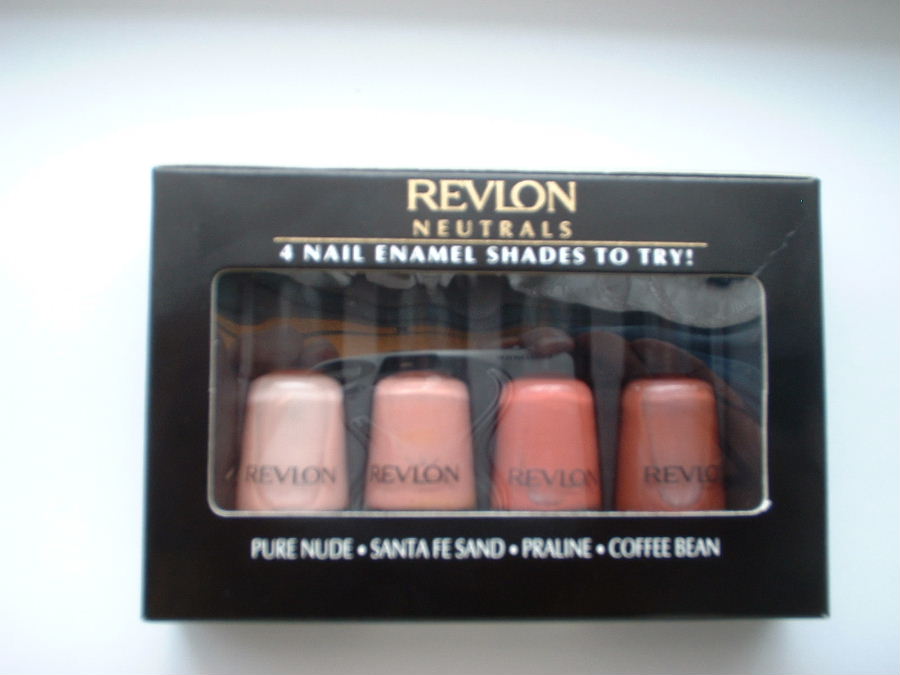 REVLON
NEUTRALS
4 NAIL ENAMEL SHADES TO TRY!
REVLON REVLON REVLON REVLO
PURE NUDE • SANTA FE SAND • PRALINE • COFFEE BEAN